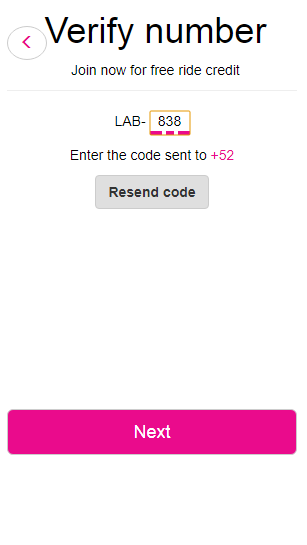 Verify number
Join now for free ride credit
LAB- 838
Enter the code sent to +52
Resend code
Next